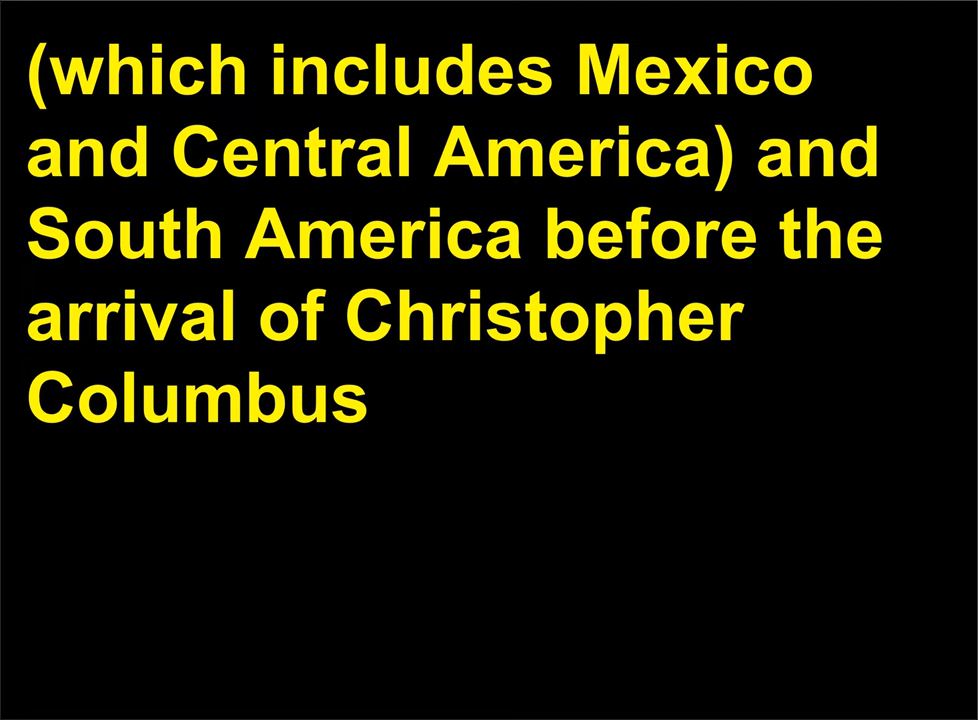 (which includes Mexico
and Central America) and
South America before the
arrival of Christopher
Columbus